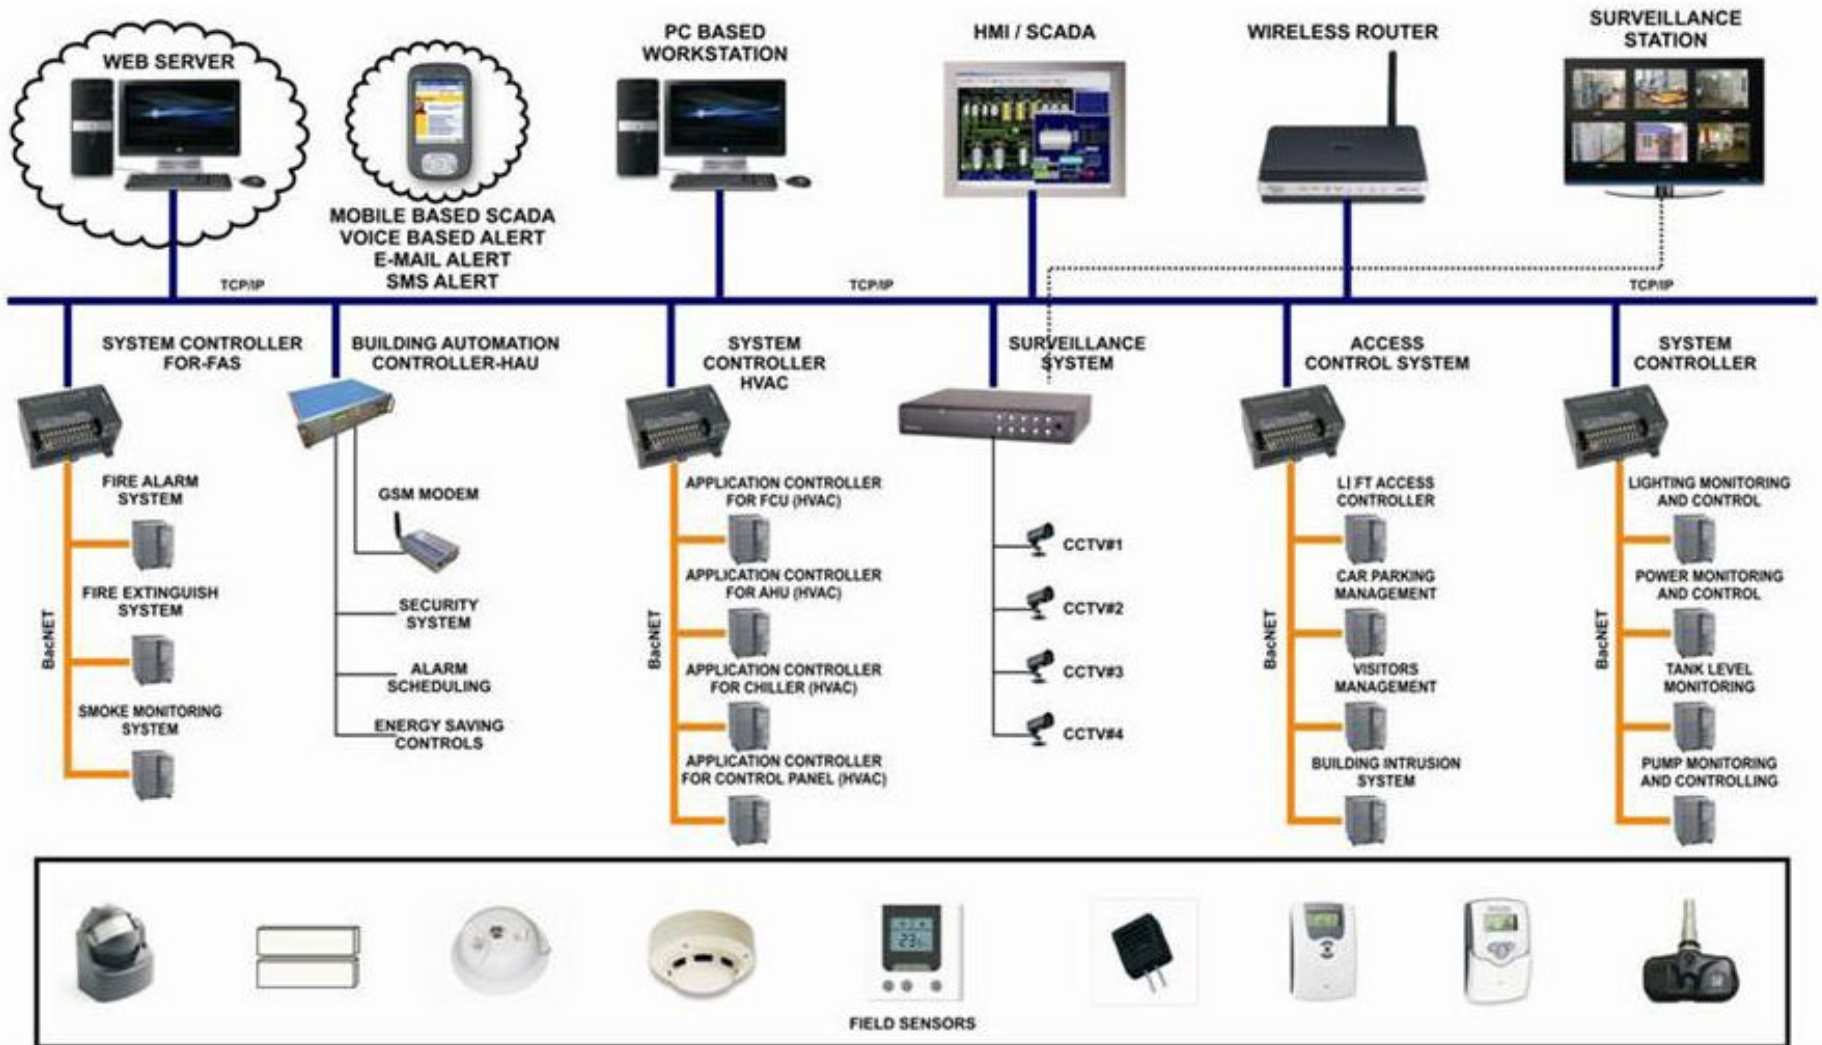 WEB SERVER
MOBILE BASED SCADA
VOICE BASED ALERT
E-MAIL ALERT
SMS ALERT
PC BASED
WORKSTATION
HMI / SCADA
WIRELESS ROUTER
SURVEILLANCE
STATION
TCP/IP
TCP/IP
TCP/IP
SYSTEM CONTROLLER
FOR-FAS
BUILDING AUTOMATION
CONTROLLER-HAU
SYSTEM
CONTROLLER
HVAC
SURVEILLANCE
SYSTEM
ACCESS
CONTROL SYSTEM
SYSTEM
CONTROLLER
BacNET
FIRE ALARM
SYSTEM
FIRE EXTINGUISH
SYSTEM
SMOKE MONITORING
SYSTEM
GSM MODEM
SECURITY
SYSTEM
ALARM
SCHEDULING
ENERGY SAVING
CONTROLS
BacNET
APPLICATION CONTROLLER
FOR FCU (HVAC)
APPLICATION CONTROLLER
FOR AHU (HVAC)
APPLICATION CONTROLLER
FOR CHILLER (HVAC)
APPLICATION CONTROLLER
FOR CONTROL PANEL (HVAC)
CCTV#1
CCTV#2
CCTV#3
CCTV#4
BacNET
LIFT ACCESS
CONTROLLER
CAR PARKING
MANAGEMENT
VISITORS
MANAGEMENT
BUILDING INTRUSION
SYSTEM
BacNET
LIGHTING MONITORING
AND CONTROL
POWER MONITORING
AND CONTROL
TANK LEVEL
MONITORING
PUMP MONITORING
AND CONTROLLING
FIELD SENSORS